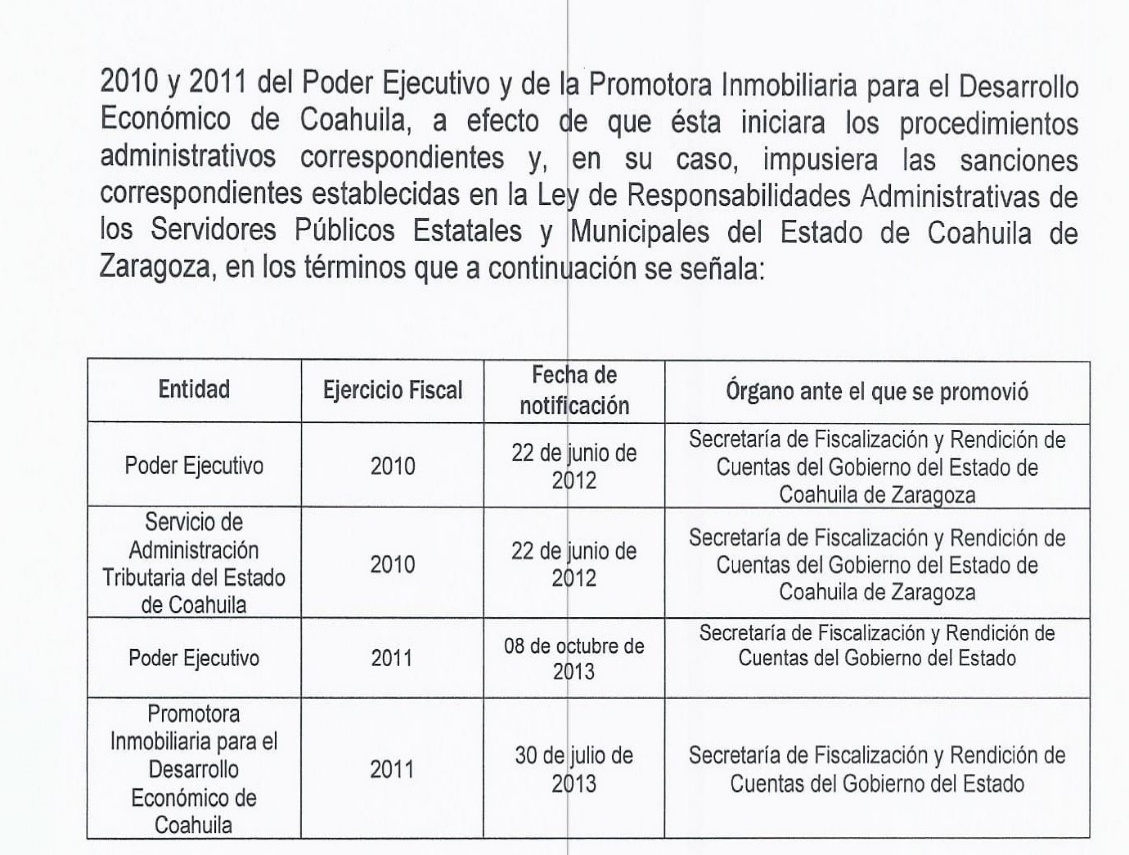 2010 y 2011 del Poder Ejecutivo y de la Promotora Inmobiliaria para el Desarrollo
Económico de Coahuila, a efecto de que ésta iniciara los procedimientos
administrativos correspondientes y, en su caso, impusiera las sanciones
correspondientes establecidas en la Ley de Responsabilidades Administrativas de
los Servidores Públicos Estatales y Municipales del Estado de Coahuila de
Zaragoza, en los términos que a continuación se señala:
Entidad
Ejercicio Fiscal
Fecha de
notificación
Órgano ante el que se promovió
Poder Ejecutivo
2010
22 de junio de
2012
Secretaría de Fiscalización y Rendición de
Cuentas del Gobierno del Estado de
Coahuila de Zaragoza
Servicio de
Administración
Tributaria del Estado
de Coahuila
2010
22 de junio de
2012
Secretaría de Fiscalización y Rendición de
Cuentas del Gobierno del Estado de
Coahuila de Zaragoza
Poder Ejecutivo
2011
08 de octubre de
2013
Secretaría de Fiscalización y Rendición de
Cuentas del Gobierno del Estado
Promotora
Inmobiliaria para el
Desarrollo
Económico de
Coahuila
2011
30 de julio de
2013
Secretaría de Fiscalización y Rendición de
Cuentas del Gobierno del Estado